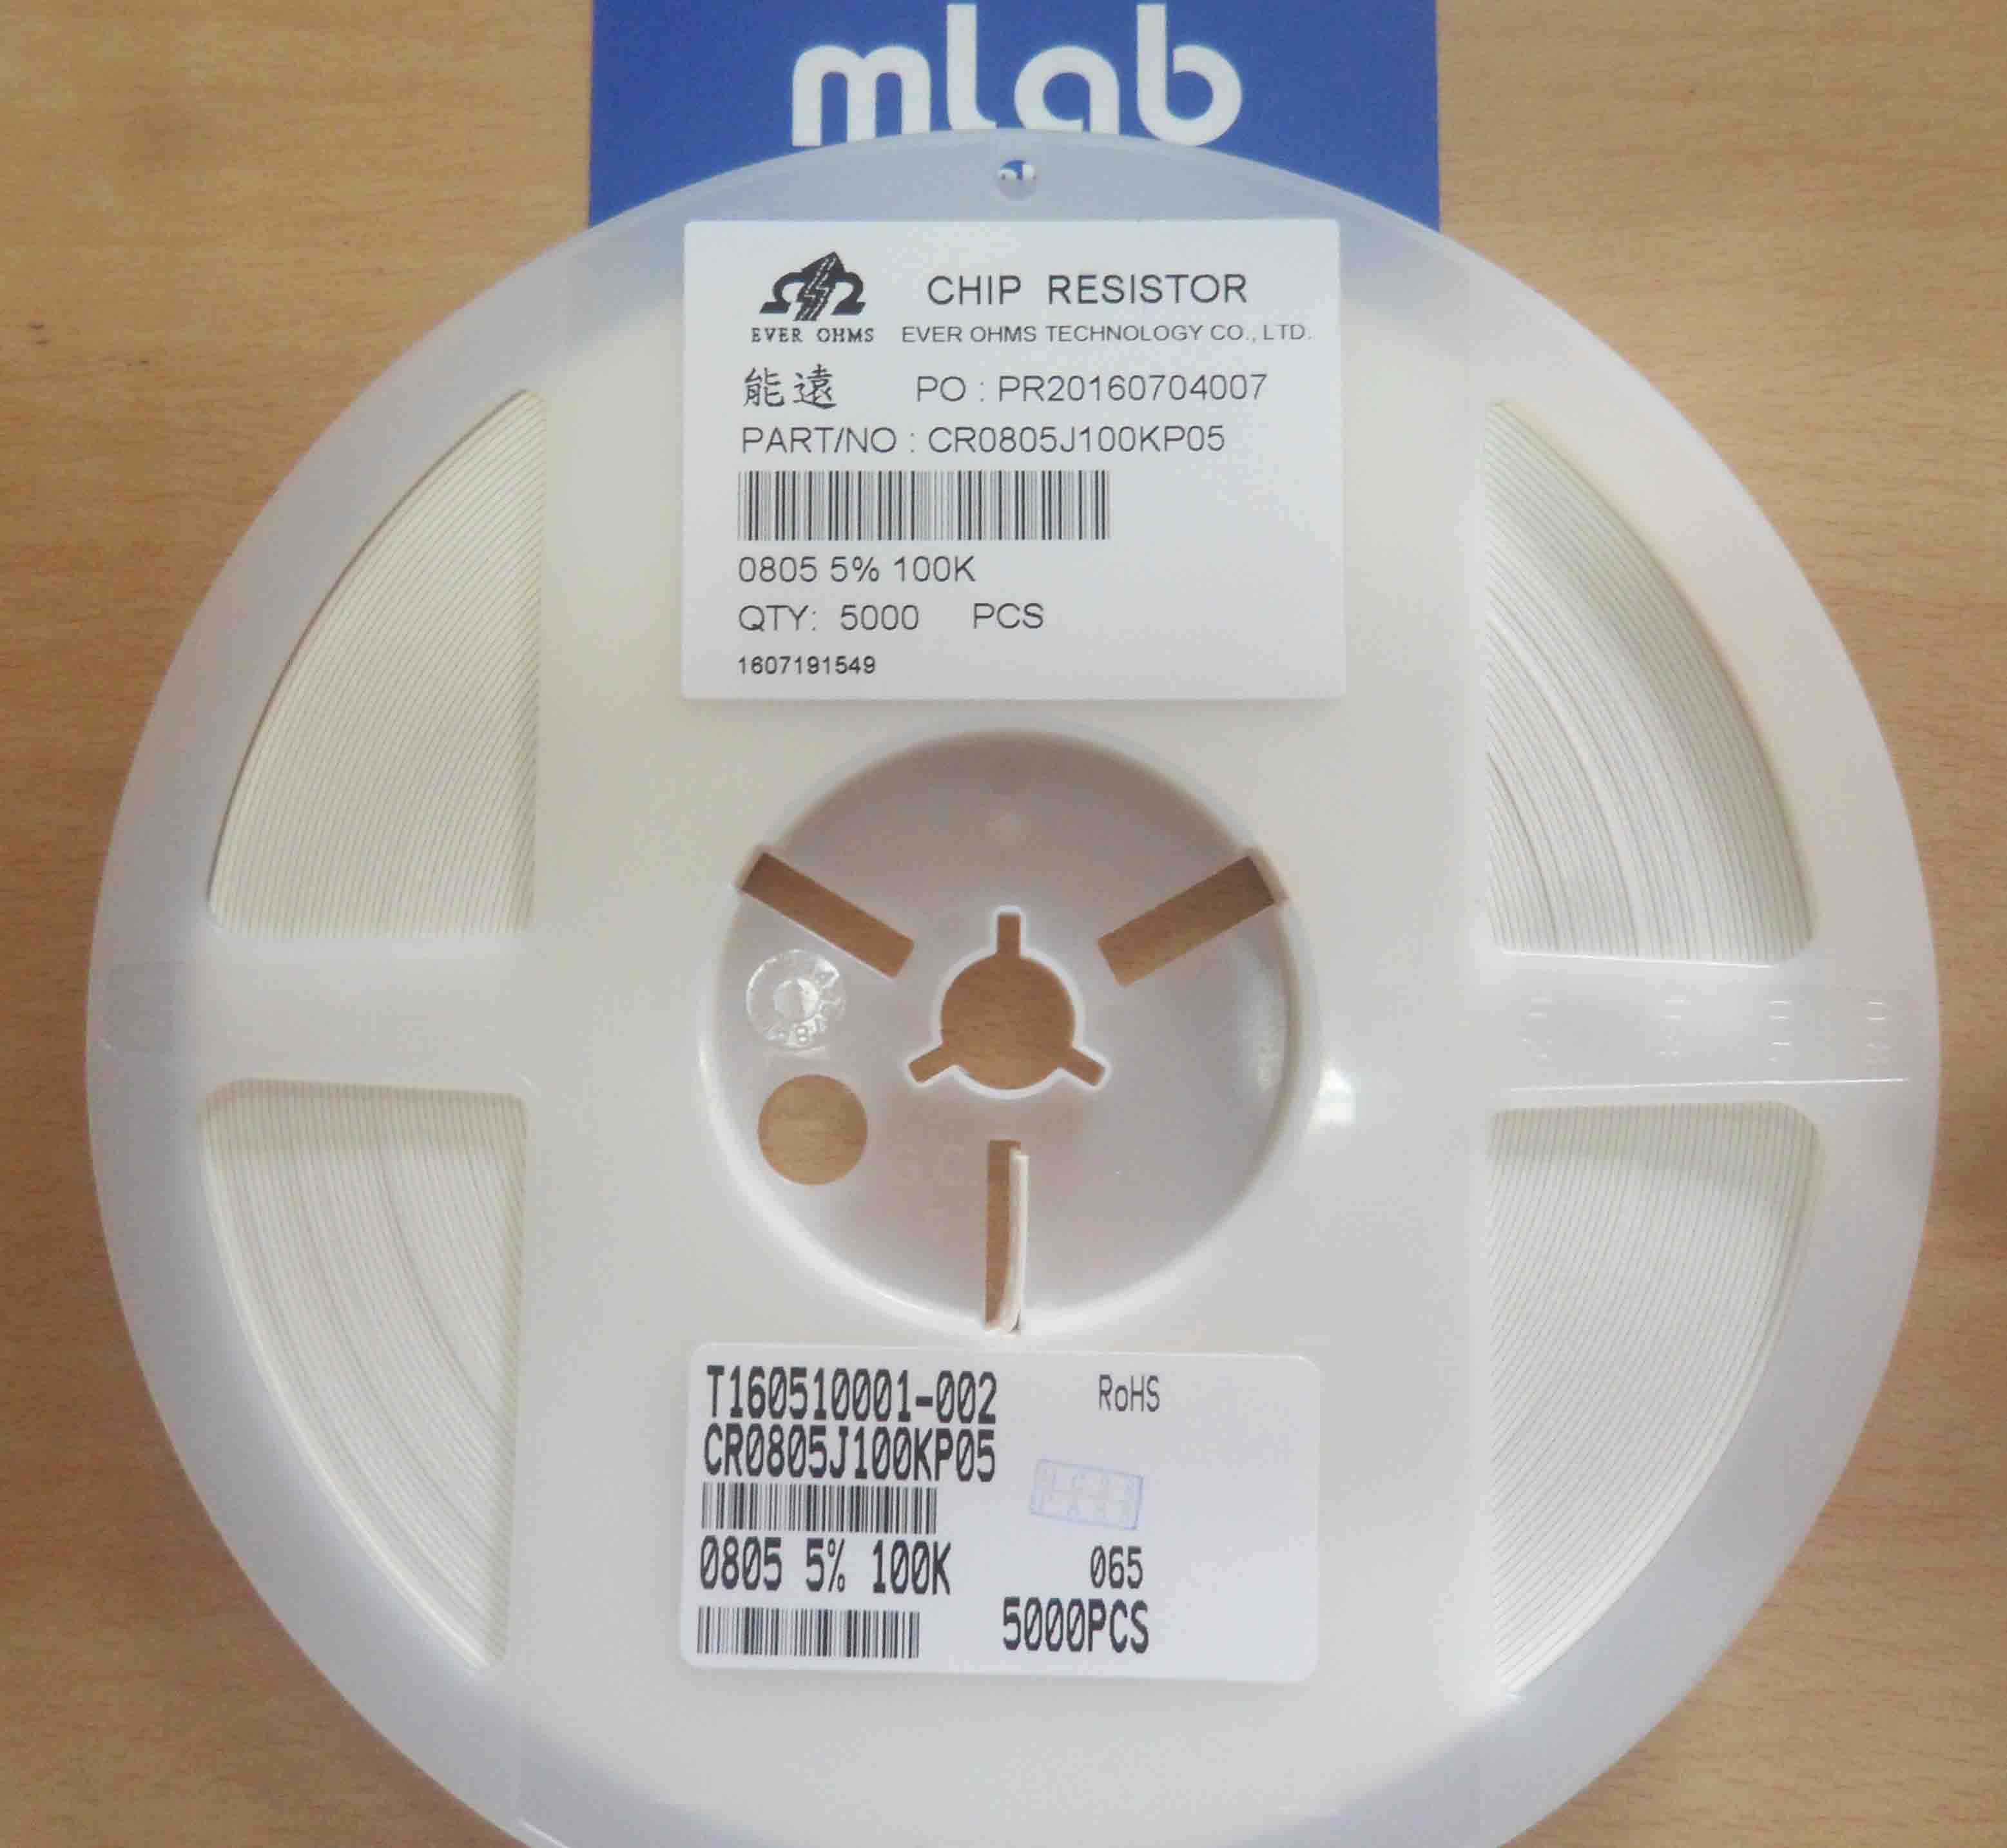 mlab
CHIP RESISTOR
EVER OHMS EVER OHMS TECHNOLOGY CO., LTD.
能遠 PO : PR20160704007
PART/NO : CR0805J100KP05
0805 5% 100K
QTY: 5000 PCS
1607191549
T160510001-002 RoHS
CR0805J100KP05
0805 5% 100K 065
5000PCS